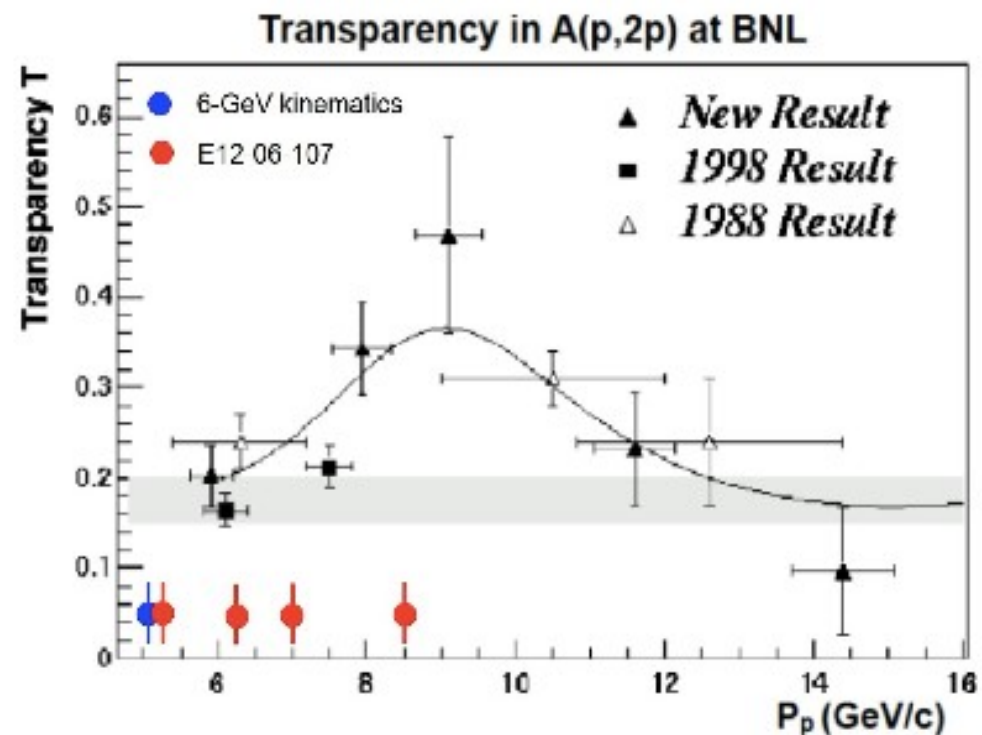 Transparency in A(p,2p) at BNL
Transparency T
6-GeV kinematics
E12 06 107
New Result
1998 Result
1988 Result
0.6
0.5
0.4
0.3
0.2
0.1
0
6 8 10 12 14 16
Pp (GeV/c)